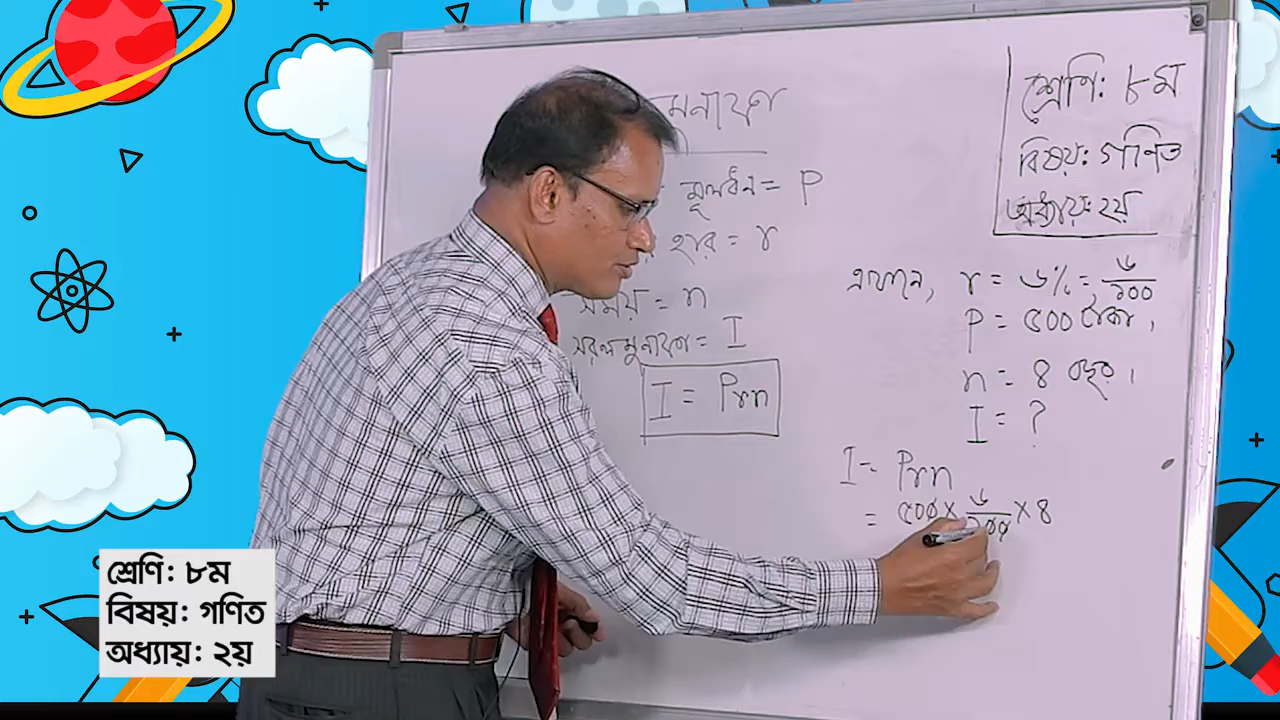 মুনাফা
মূলধন = P
হার = r
সময় = n
সরল মুনাফা = I
I = Prn
শ্রেণি: ৮ম
বিষয়: গণিত
অধ্যায়: ২য়
এখানে, r = ৬% = ৬/১০০
P = ৫০০ টাকা,
n = ৪ বছর।
I = ?
I = Prn
= ৫০০ × ৬/১০০ × ৪
শ্রেণি: ৮ম
বিষয়: গণিত
অধ্যায়: ২য়